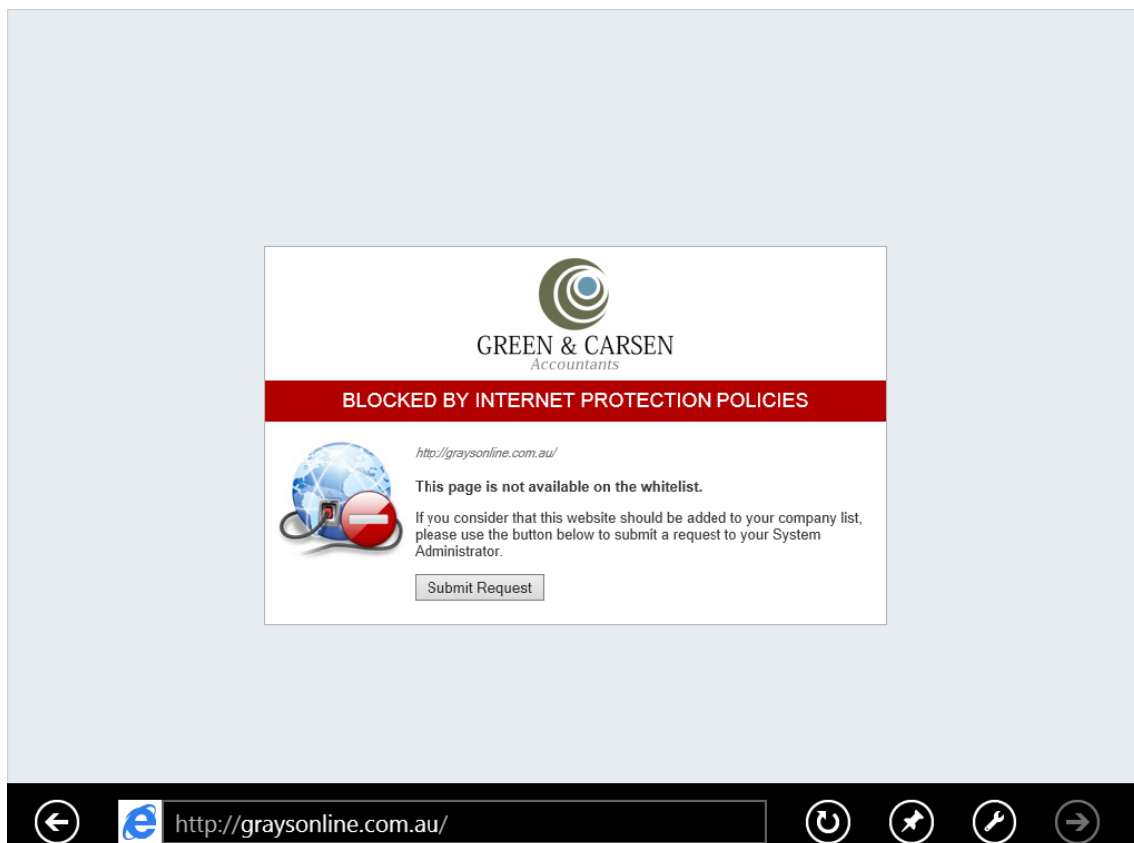 GREEN & CARSEN
Accountants
BLOCKED BY INTERNET PROTECTION POLICIES
http://graysonline.com.au/
This page is not available on the whitelist.
If you consider that this website should be added to your company list,
please use the button below to submit a request to your System
Administrator.
Submit Request
http://graysonline.com.au/